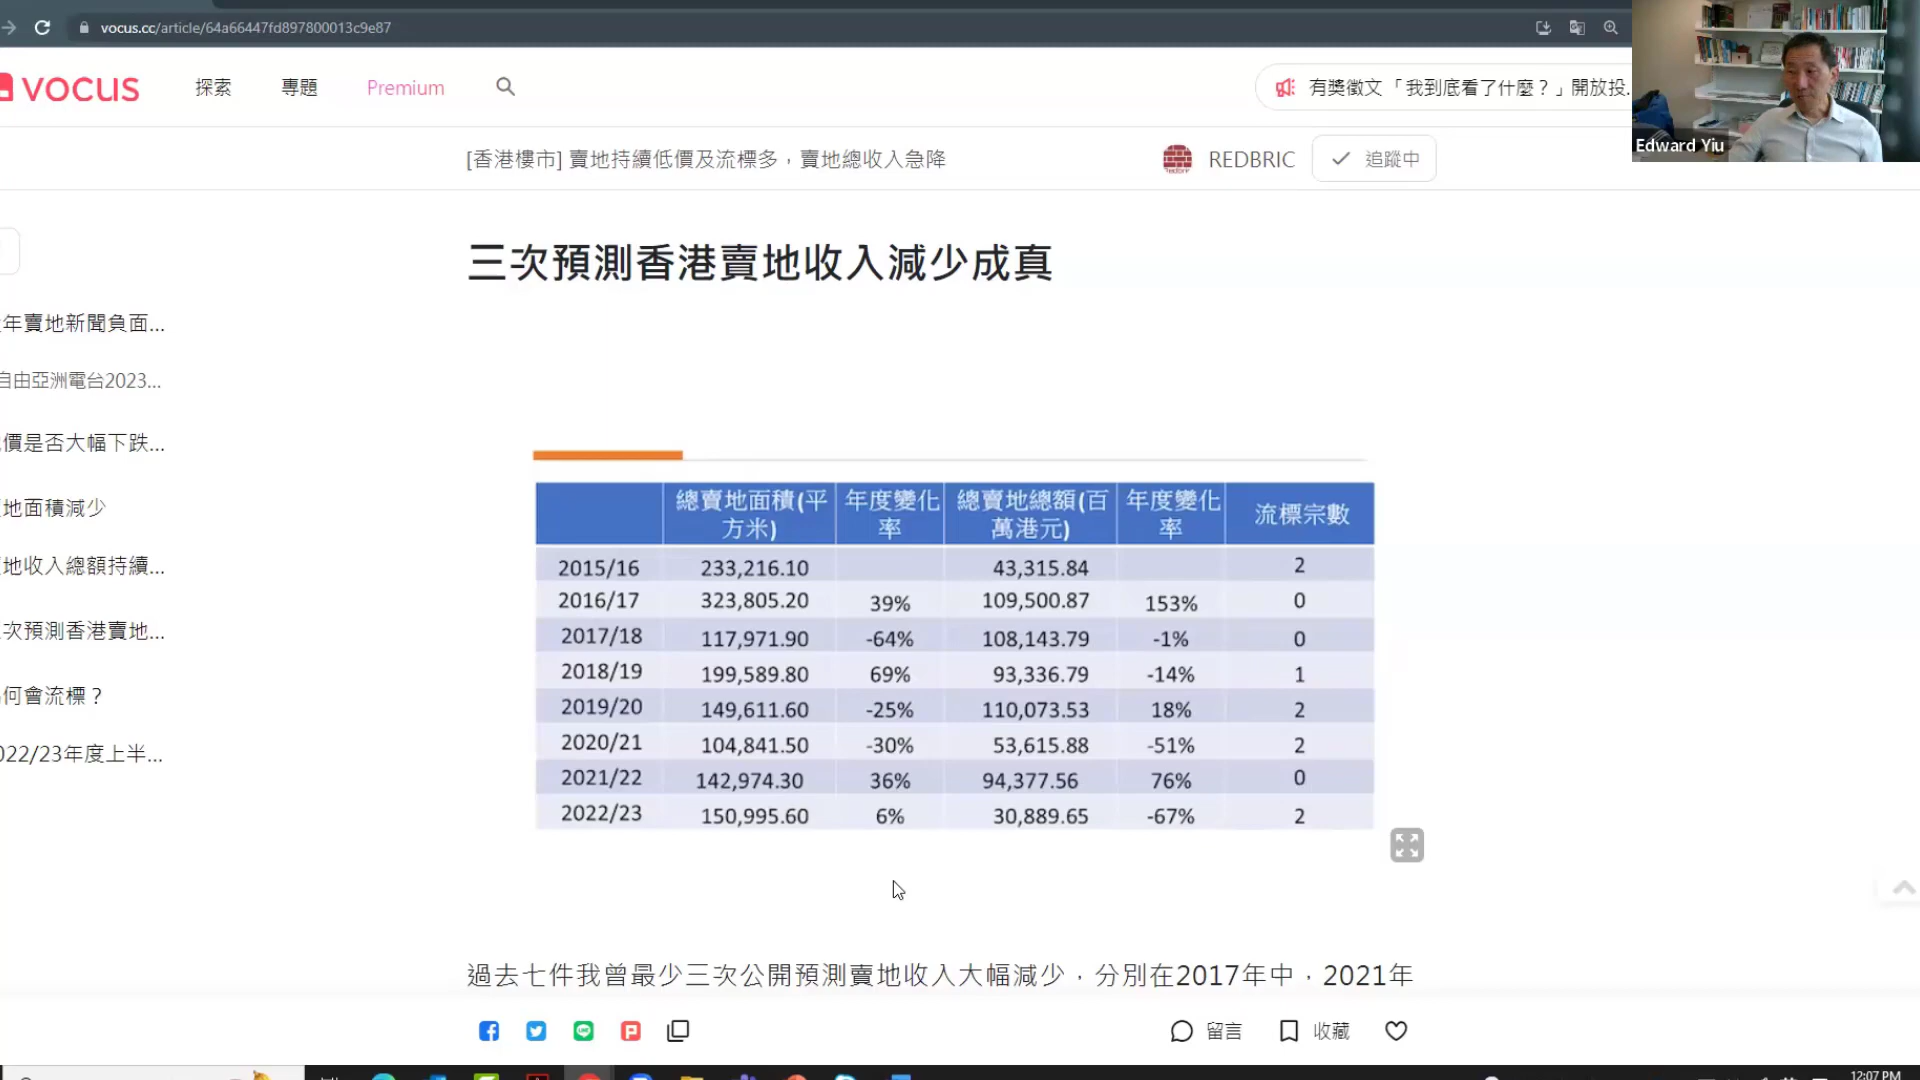 vocus.cc/article/64a66447fd897800013c9e87
vocus 探索 專題 Premium
有獎徵文「我到底看了什麼？」開放投...
Edward Yiu
[香港樓市] 賣地持續低價及流標多，賣地總收入急降
REDBRIC 追蹤中
三次預測香港賣地收入減少成真
年賣地新聞負面...
自由亞洲電台2023...
價是否大幅下跌...
地面積減少
地收入總額持續...
次預測香港賣地...
何會流標？
022/23年度上半...
總賣地面積(平方米) 年度變化率 總賣地總額(百萬港元) 年度變化率 流標宗數
2015/16 233,216.10 43,315.84 2
2016/17 323,805.20 39% 109,500.87 153% 0
2017/18 117,971.90 -64% 108,143.79 -1% 0
2018/19 199,589.80 69% 93,336.79 -14% 1
2019/20 149,611.60 -25% 110,073.53 18% 2
2020/21 104,841.50 -30% 53,615.88 -51% 2
2021/22 142,974.30 36% 94,377.56 76% 0
2022/23 150,995.60 6% 30,889.65 -67% 2
過去七件我曾最少三次公開預測賣地收入大幅減少，分別在2017年中，2021年
留言 收藏
12:07 PM